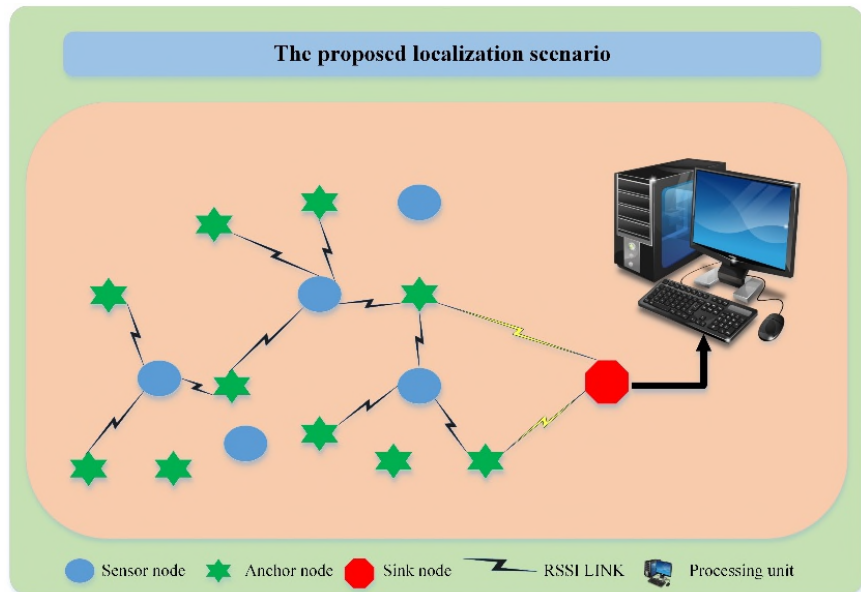 The proposed localization scenario
Sensor node Anchor node Sink node RSSI LINK Processing unit